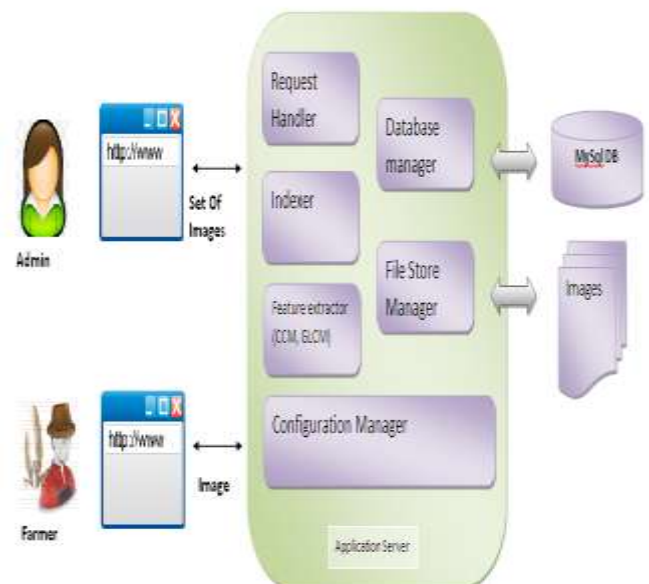 Request
Handler
Database
manager
http://www
MySql DB
Indexer
Set Of
Images
Admin
File Store
Manager
Images
Feature extractor
(CCM, GLCM)
Configuration Manager
http://www
Image
Farmer
Application Server